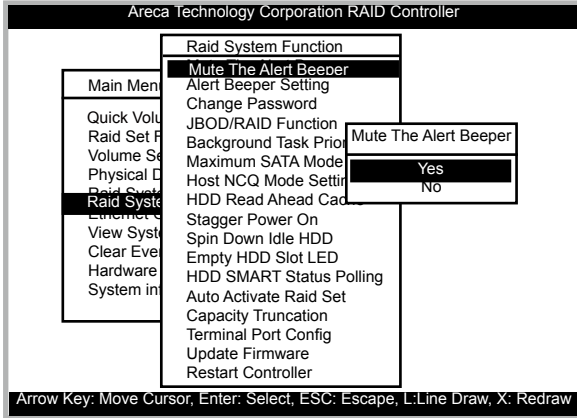 Areca Technology Corporation RAID Controller
Main Men
Quick Volu
Raid Set F
Volume Se
Physical D
Raid Syste
View Syst
Clear Eve
Hardware
System inf
Raid System Function
Mute The Alert Beeper
Alert Beeper Setting
Change Password
JBOD/RAID Function
Background Task Prior
Maximum SATA Mode
Host NCQ Mode Settin
HDD Read Ahead Cach
Stagger Power On
Spin Down Idle HDD
Empty HDD Slot LED
HDD SMART Status Polling
Auto Activate Raid Set
Capacity Truncation
Terminal Port Config
Update Firmware
Restart Controller
Mute The Alert Beeper
Yes
No
Arrow Key: Move Cursor, Enter: Select, ESC: Escape, L:Line Draw, X: Redraw